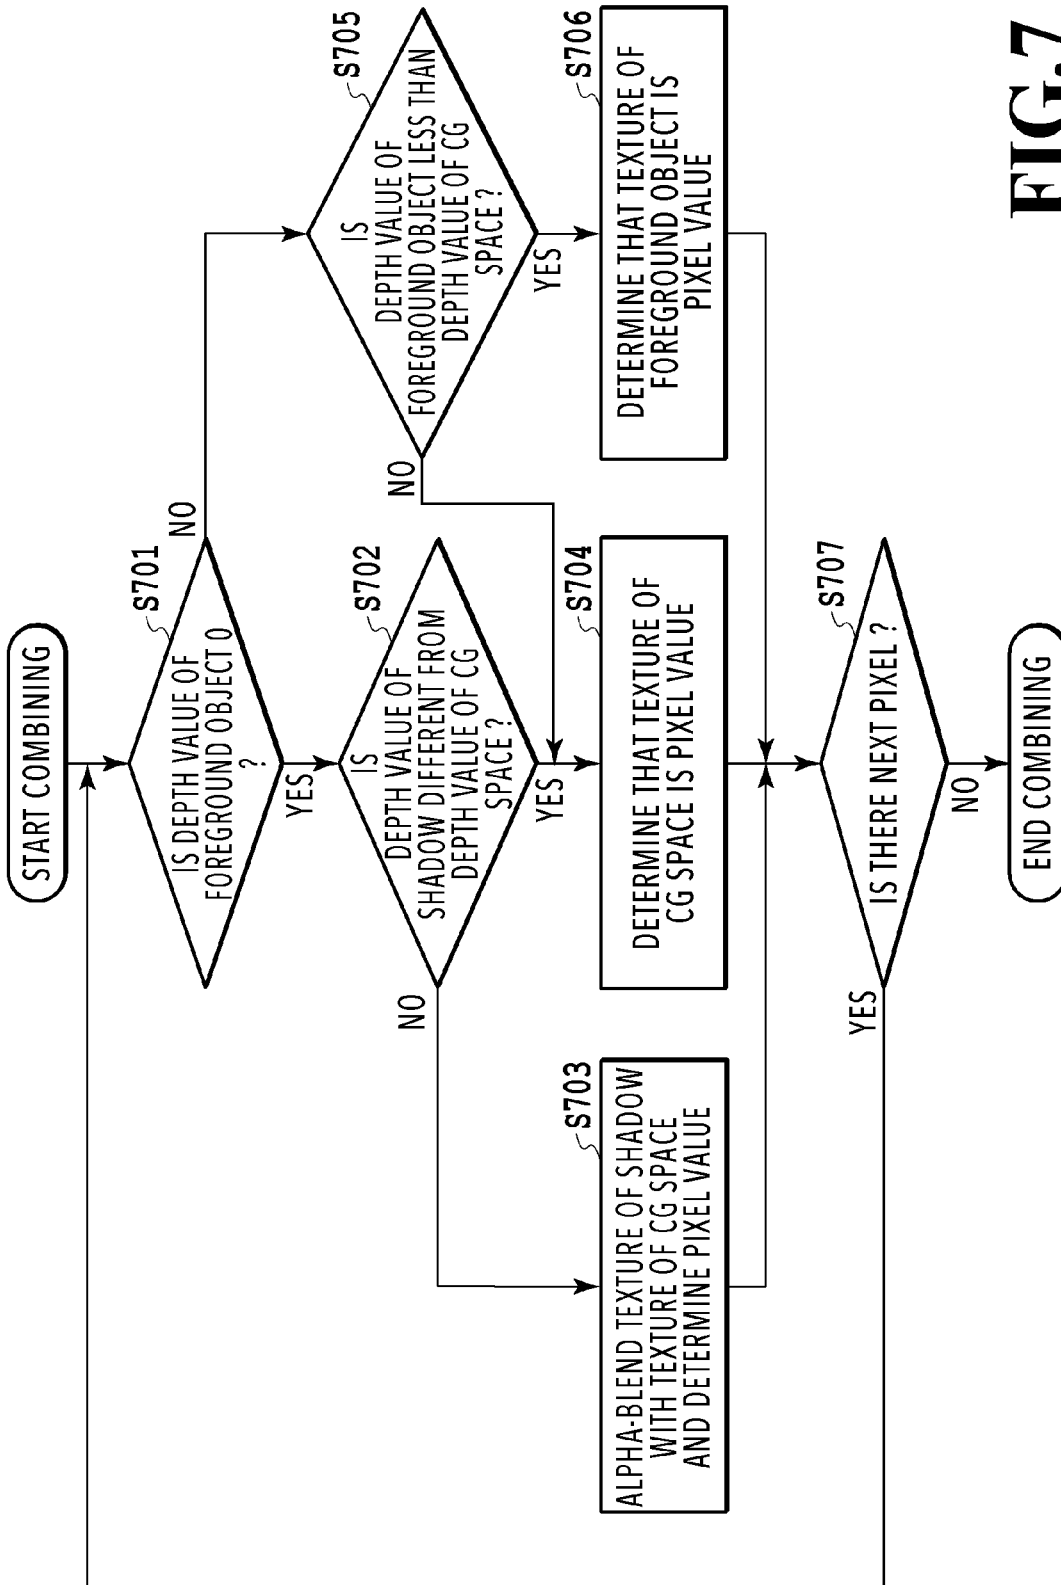 START COMBINING
S701
IS DEPTH VALUE OF
FOREGROUND OBJECT 0
?
NO
YES
S702
IS
DEPTH VALUE OF
SHADOW DIFFERENT FROM
DEPTH VALUE OF CG
SPACE ?
NO
YES
S705
IS
DEPTH VALUE OF
FOREGROUND OBJECT LESS THAN
DEPTH VALUE OF CG
SPACE ?
NO
YES
S703
ALPHA-BLEND TEXTURE OF SHADOW
WITH TEXTURE OF CG SPACE
AND DETERMINE PIXEL VALUE
S704
DETERMINE THAT TEXTURE OF
CG SPACE IS PIXEL VALUE
S706
DETERMINE THAT TEXTURE OF
FOREGROUND OBJECT IS
PIXEL VALUE
S707
IS THERE NEXT PIXEL ?
YES
NO
END COMBINING
FIG.7